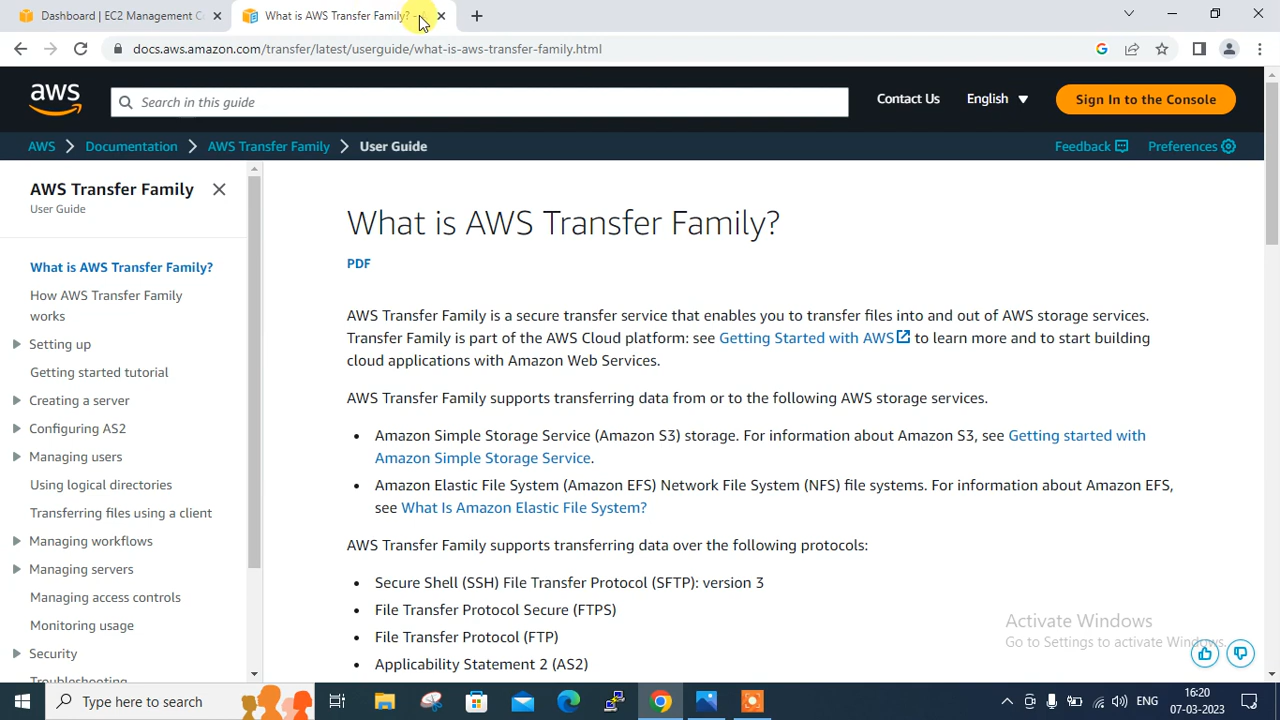 Dashboard | EC2 Management C
What is AWS Transfer Family? -
docs.aws.amazon.com/transfer/latest/userguide/what-is-aws-transfer-family.html
aws
Search in this guide
Contact Us
English
Sign In to the Console
AWS
Documentation
AWS Transfer Family
User Guide
Feedback
Preferences
AWS Transfer Family
User Guide
What is AWS Transfer Family?
How AWS Transfer Family
works
Setting up
Getting started tutorial
Creating a server
Configuring AS2
Managing users
Using logical directories
Transferring files using a client
Managing workflows
Managing servers
Managing access controls
Monitoring usage
Security
Troubleshooting
What is AWS Transfer Family?
PDF
AWS Transfer Family is a secure transfer service that enables you to transfer files into and out of AWS storage services.
Transfer Family is part of the AWS Cloud platform: see Getting Started with AWS to learn more and to start building
cloud applications with Amazon Web Services.
AWS Transfer Family supports transferring data from or to the following AWS storage services.
• Amazon Simple Storage Service (Amazon S3) storage. For information about Amazon S3, see Getting started with
Amazon Simple Storage Service.
• Amazon Elastic File System (Amazon EFS) Network File System (NFS) file systems. For information about Amazon EFS,
see What Is Amazon Elastic File System?
AWS Transfer Family supports transferring data over the following protocols:
• Secure Shell (SSH) File Transfer Protocol (SFTP): version 3
• File Transfer Protocol Secure (FTPS)
• File Transfer Protocol (FTP)
• Applicability Statement 2 (AS2)
Activate Windows
Go to Settings to activate Windows.
Type here to search
ENG
16:20
07-03-2023